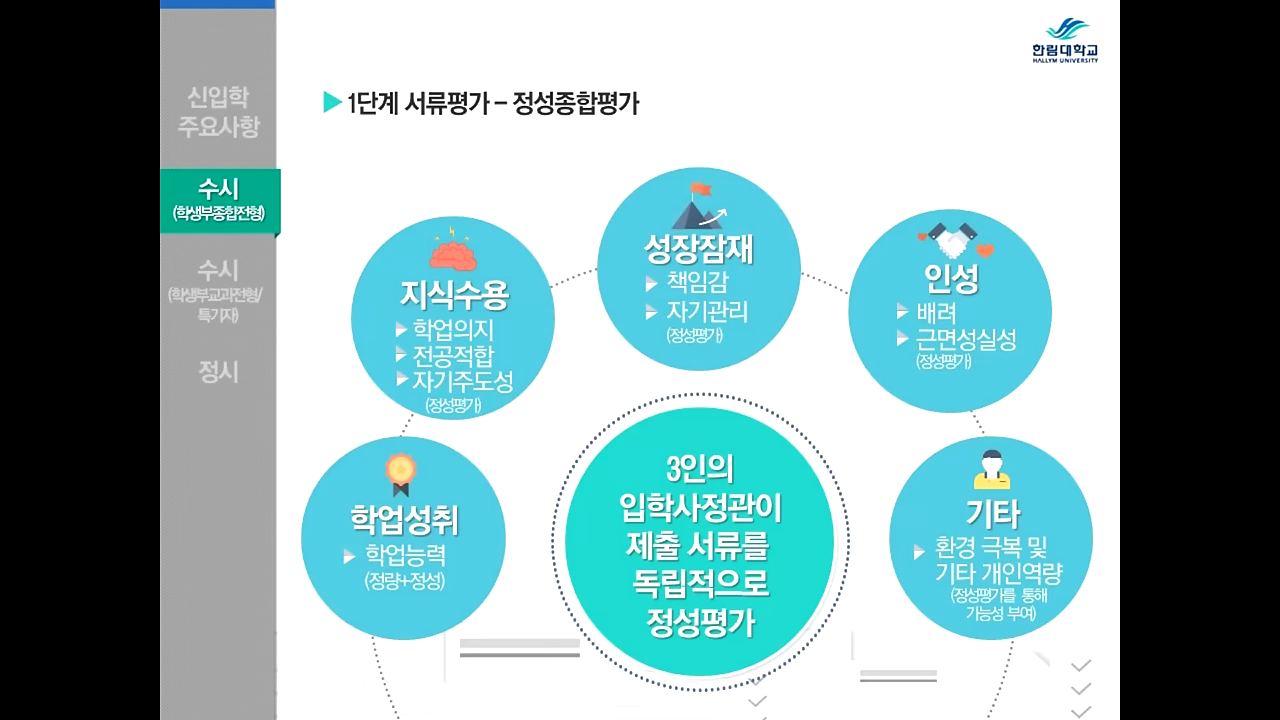 한림대학교
HALLYM UNIVERSITY
신입학
주요사항
수시
(학생부종합전형)
수시
(학생부교과전형/
특기자)
정시
1단계 서류평가 – 정성종합평가
학업성취
학업능력
(정량+정성)
지식수용
학업의지
전공적합
자기주도성
(정성평가)
성장잠재
책임감
자기관리
(정성평가)
인성
배려
근면성실성
(정성평가)
기타
환경 극복 및
기타 개인역량
(정성평가를 통해
가능성 부여)
3인의
입학사정관이
제출 서류를
독립적으로
정성평가